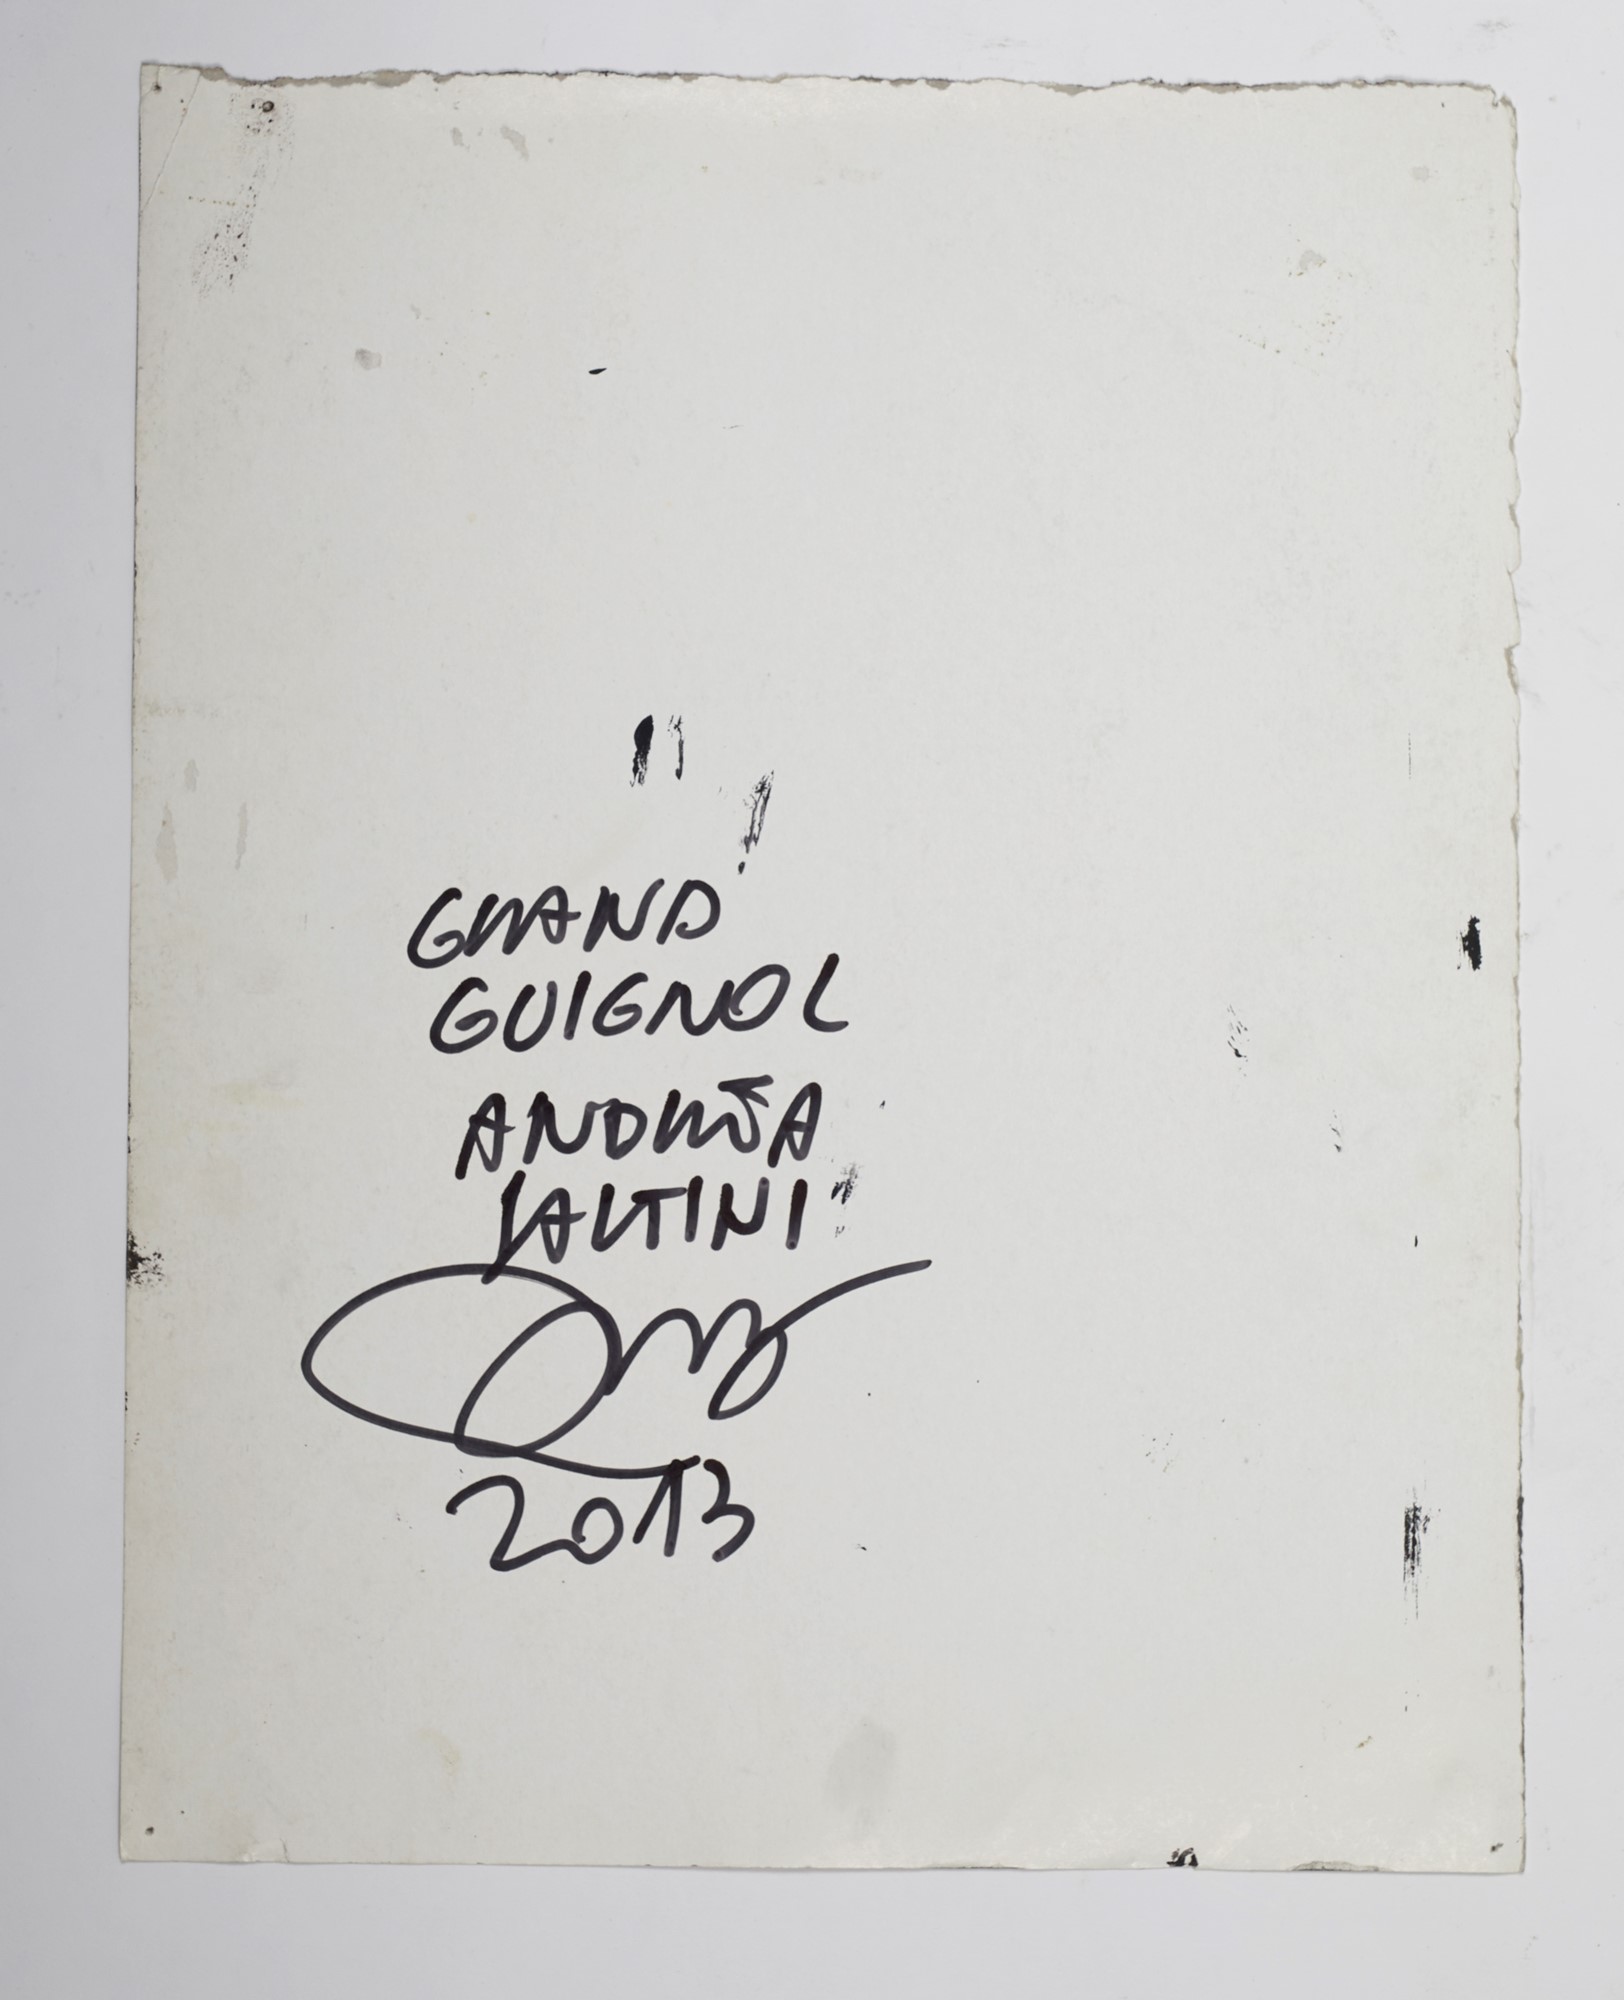 GRAND
GUIGNOL
ANDREA
SALTINI
2013